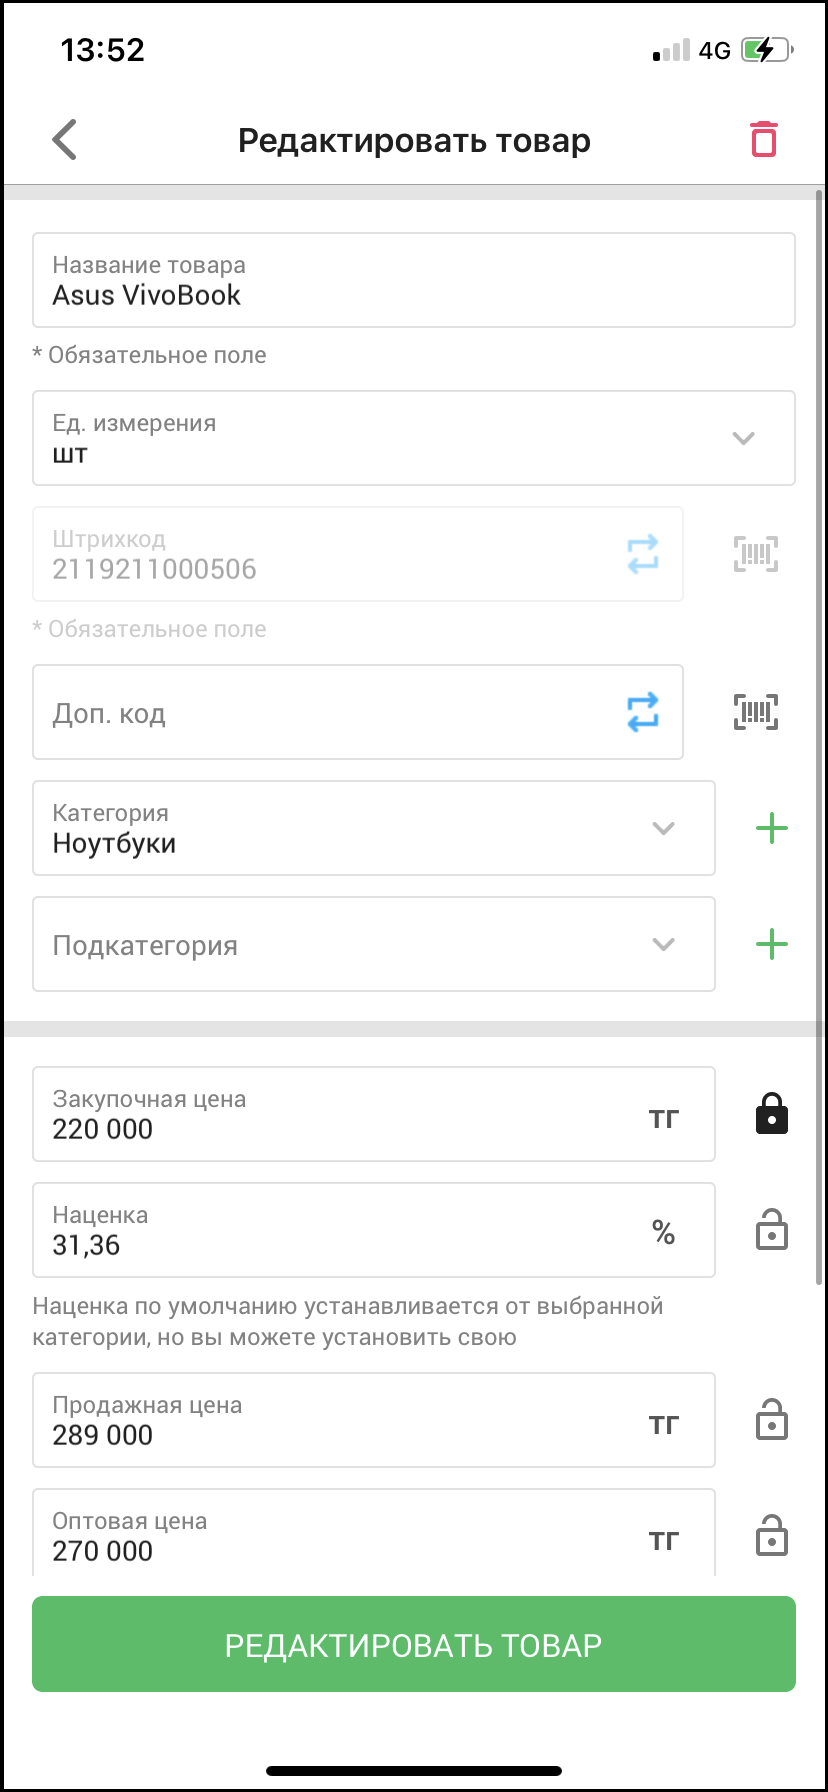 13:52
4G
Редактировать товар
Название товара
Asus VivoBook
* Обязательное поле
Ед. измерения
шт
Штрихкод
2119211000506
* Обязательное поле
Доп. код
Категория
Ноутбуки
Подкатегория
Закупочная цена
220 000
тг
Наценка
31,36
%
Наценка по умолчанию устанавливается от выбранной
категории, но вы можете установить свою
Продажная цена
289 000
тг
Оптовая цена
270 000
тг
РЕДАКТИРОВАТЬ ТОВАР